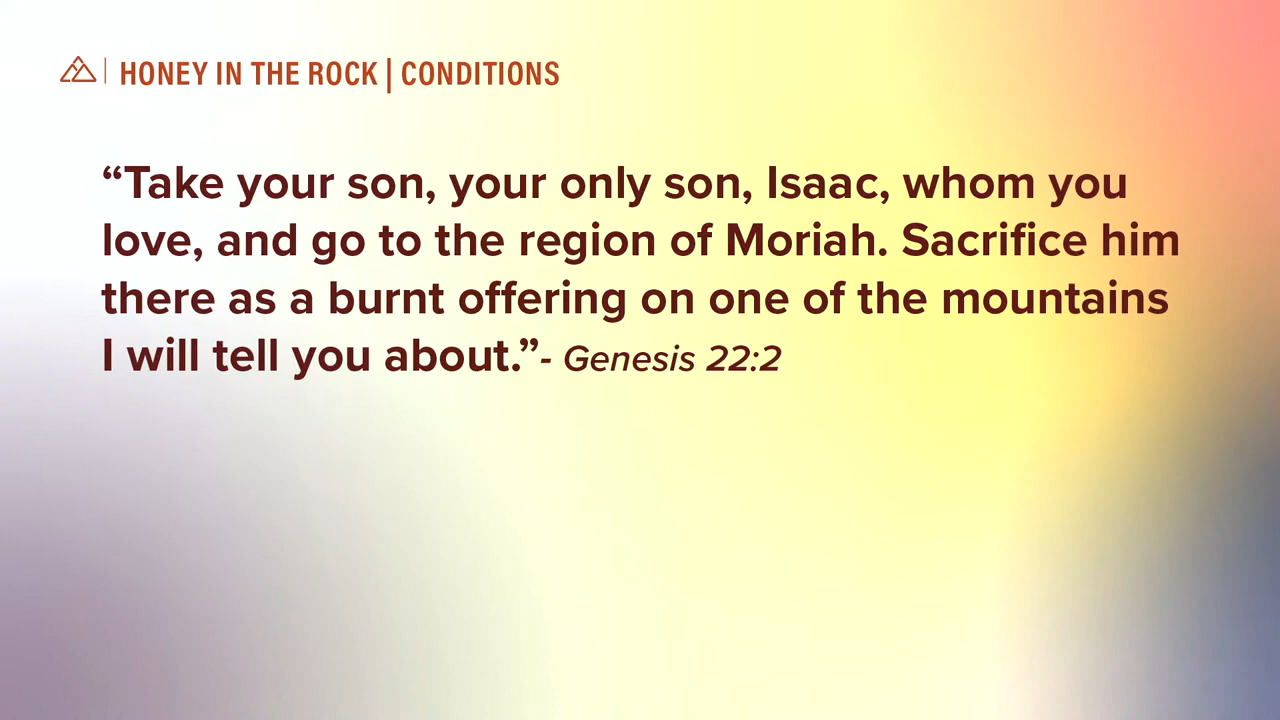 HONEY IN THE ROCK | CONDITIONS
“Take your son, your only son, Isaac, whom you
love, and go to the region of Moriah. Sacrifice him
there as a burnt offering on one of the mountains
I will tell you about.”- Genesis 22:2